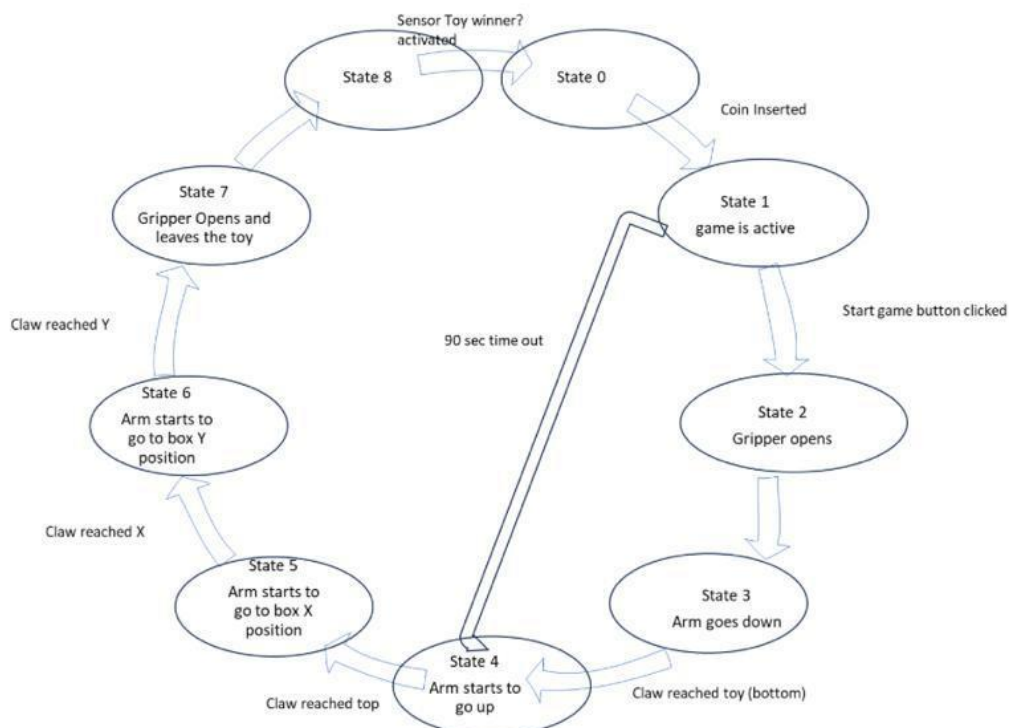 Sensor Toy winner?
activated
State 8
State 0
Coin Inserted
State 1
game is active
Start game button clicked
State 2
Gripper opens
State 3
Arm goes down
Claw reached toy (bottom)
State 4
Arm starts to
go up
90 sec time out
Claw reached top
State 5
Arm starts to
go to box X
position
Claw reached X
State 6
Arm starts to
go to box Y
position
Claw reached Y
State 7
Gripper Opens and
leaves the toy